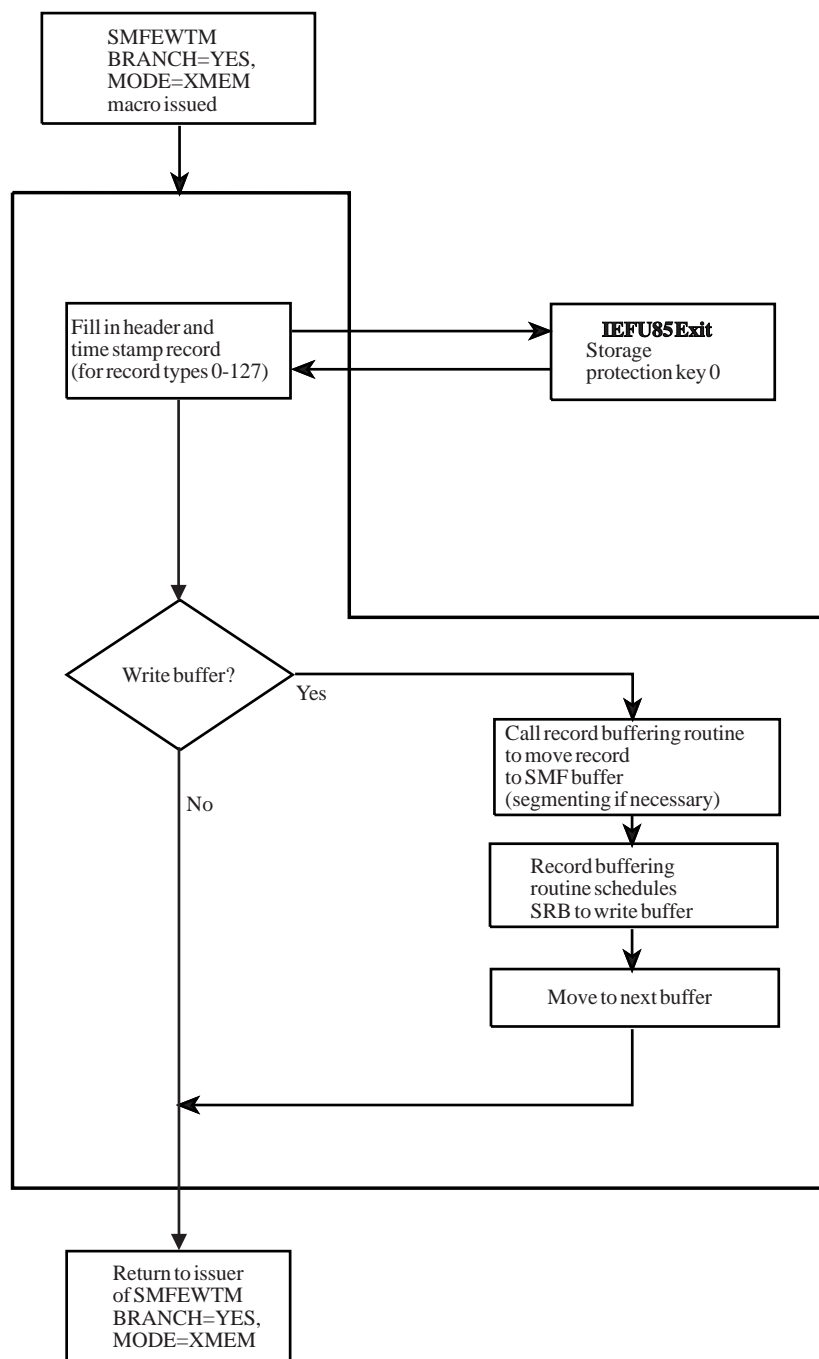 SMFEWTM
BRANCH=YES,
MODE=XMEM
macro issued
Fill in header and
time stamp record
(for record types 0-127)
IEFU85 Exit
Storage
protection key 0
Write buffer?
Yes
No
Call record buffering routine
to move record
to SMF buffer
(segmenting if necessary)
Record buffering
routine schedules
SRB to write buffer
Move to next buffer
Return to issuer
of SMFEWTM
BRANCH=YES,
MODE=XMEM